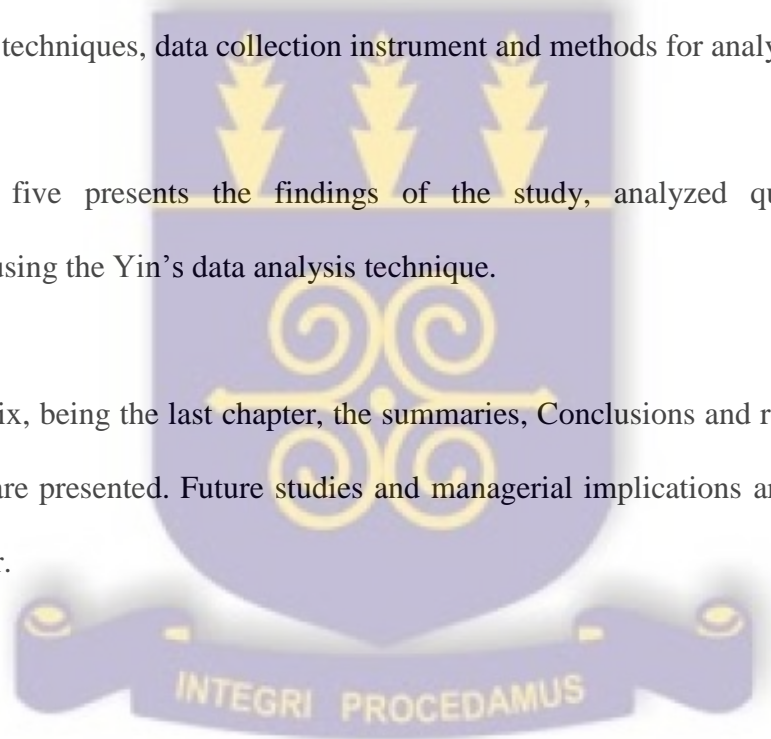 techniques, data collection instrument and methods for analy
five presents the findings of the study, analyzed qu
using the Yin’s data analysis technique.
ix, being the last chapter, the summaries, Conclusions and r
are presented. Future studies and managerial implications ar
r.
INTEGRI PROCEDAMUS